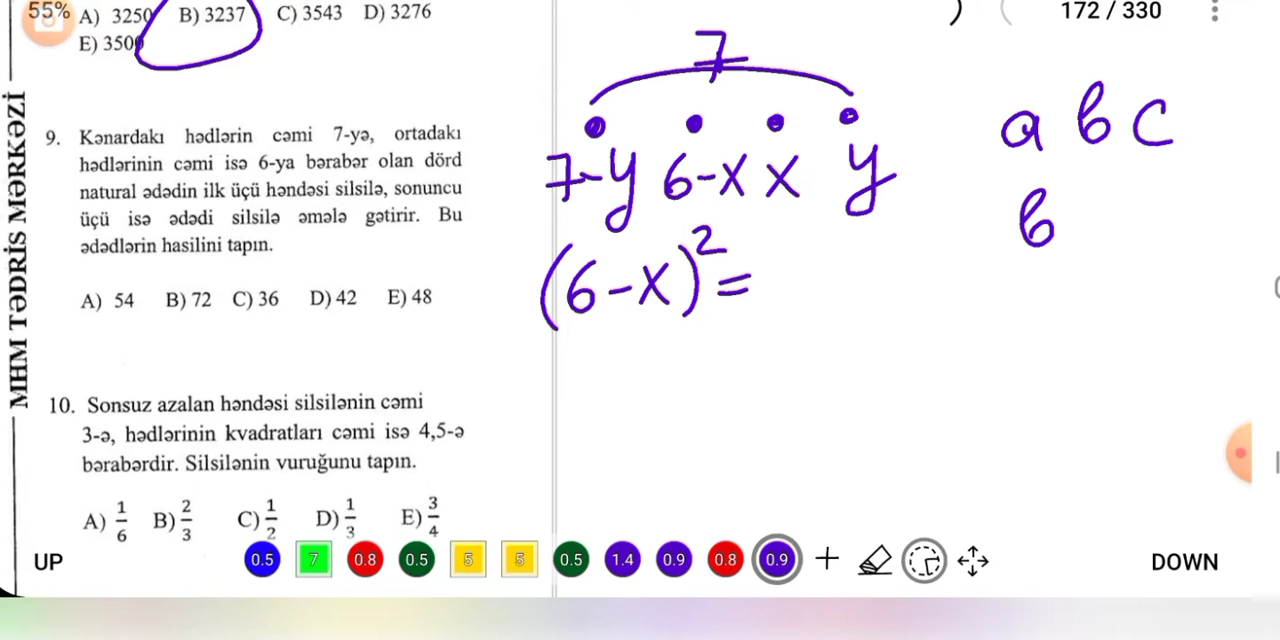 55% A) 3250 B) 3237 C) 3543 D) 3276
E) 3500
172 / 330
MHM TƏDRİS MƏRKƏZİ
9. Kənardakı hədlərin cəmi 7-yə, ortadakı
hədlərinin cəmi isə 6-ya bərabər olan dörd
natural ədədin ilk üçü həndəsi silsilə, sonuncu
üçü isə ədədi silsilə əmələ gətirir. Bu
ədədlərin hasilini tapın.
A) 54 B) 72 C) 36 D) 42 E) 48
7
7-y 6-x x y
(6-x)²=
a b c
b
10. Sonsuz azalan həndəsi silsilənin cəmi
3-ə, hədlərinin kvadratları cəmi isə 4,5-ə
bərabərdir. Silsilənin vuruğunu tapın.
A) 1/6 B) 2/3 C) 1/2 D) 1/3 E) 3/4
UP 0.5 7 0.8 0.5 5 5 0.5 1.4 0.9 0.8 0.9 + DOWN